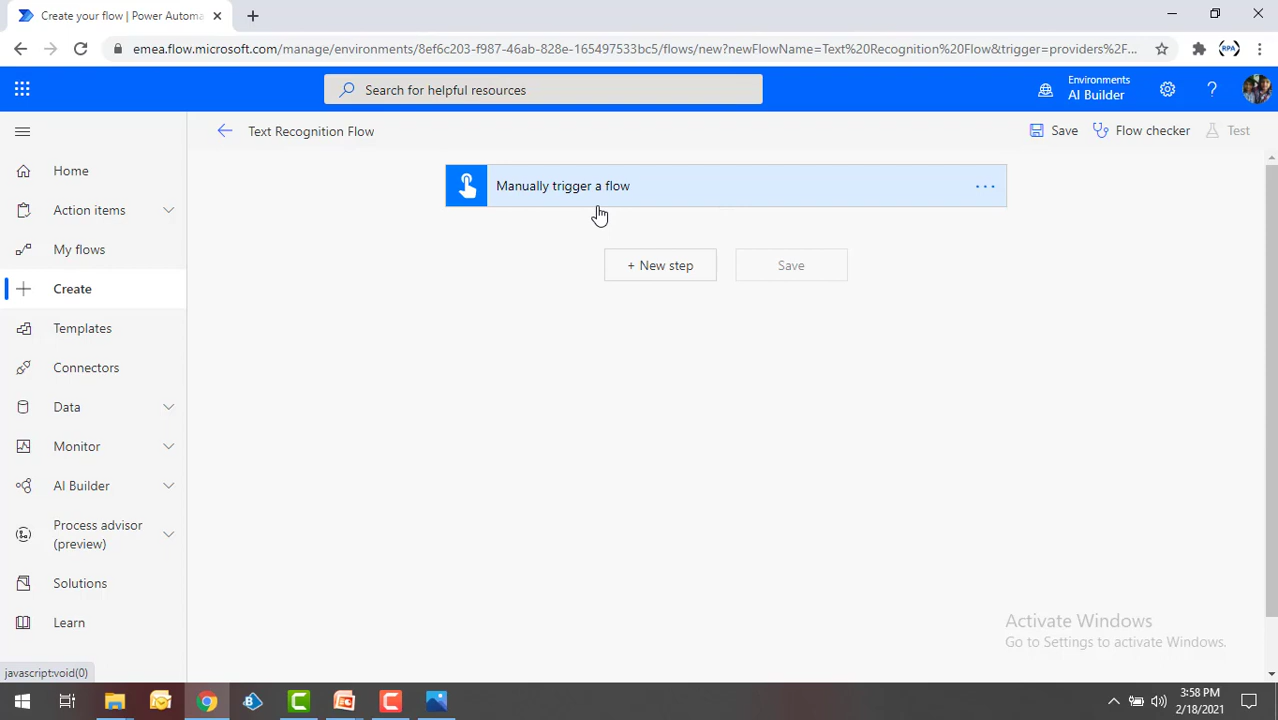 Create your flow | Power Automa
emea.flow.microsoft.com/manage/environments/8ef6c203-f987-46ab-828e-165497533bc5/flows/new?newFlowName=Text%20Recognition%20Flow&trigger=providers%2F...
RPA
Search for helpful resources
Environments
AI Builder
Text Recognition Flow
Save
Flow checker
Test
Home
Action items
My flows
Create
Templates
Connectors
Data
Monitor
AI Builder
Process advisor
(preview)
Solutions
Learn
Manually trigger a flow
+ New step
Save
Activate Windows
Go to Settings to activate Windows.
javascript:void(0)
3:58 PM
2/18/2021